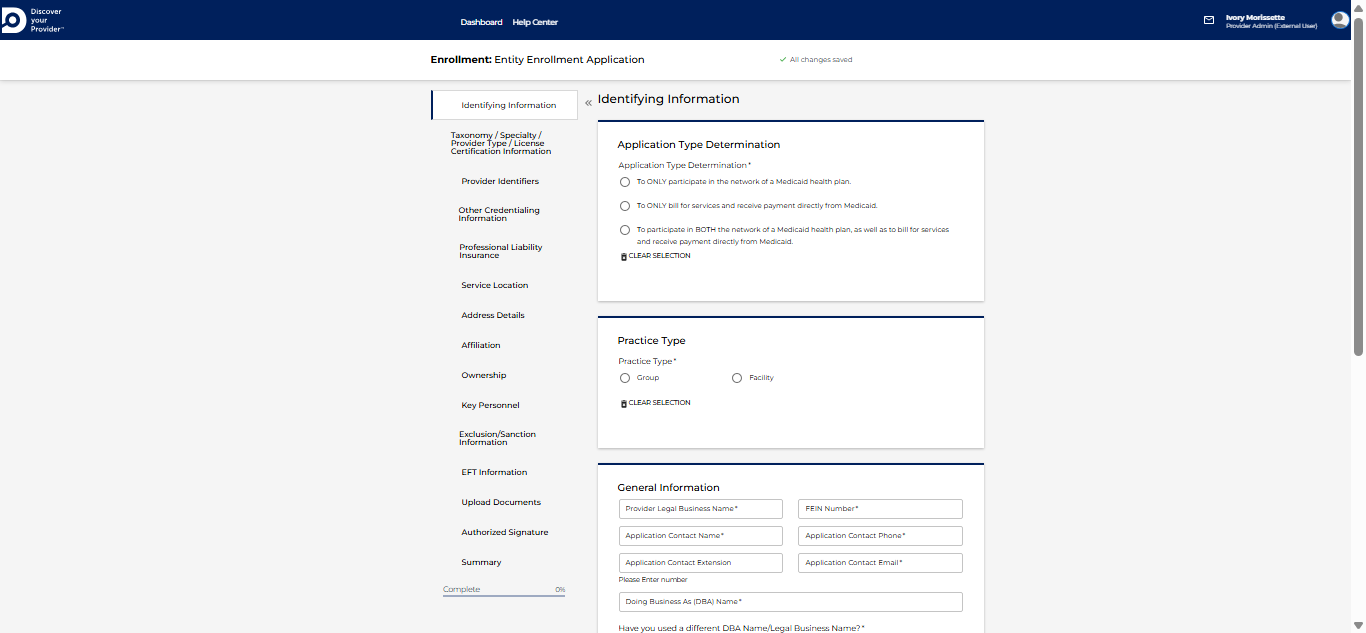 Discover
your
Provider™
Dashboard Help Center
Ivory Morissette
Provider Admin (External User)
Enrollment: Entity Enrollment Application
All changes saved
Identifying Information
Taxonomy / Specialty /
Provider Type / License
Certification Information
Provider Identifiers
Other Credentialing
Information
Professional Liability
Insurance
Service Location
Address Details
Affiliation
Ownership
Key Personnel
Exclusion/Sanction
Information
EFT Information
Upload Documents
Authorized Signature
Summary
Complete 0%
« Identifying Information
Application Type Determination
Application Type Determination*
To ONLY participate in the network of a Medicaid health plan.
To ONLY bill for services and receive payment directly from Medicaid.
To participate in BOTH the network of a Medicaid health plan, as well as to bill for services
and receive payment directly from Medicaid.
CLEAR SELECTION
Practice Type
Practice Type*
Group Facility
CLEAR SELECTION
General Information
Provider Legal Business Name* FEIN Number*
Application Contact Name* Application Contact Phone*
Application Contact Extension Application Contact Email*
Please Enter number
Doing Business As (DBA) Name*
Have you used a different DBA Name/Legal Business Name?*